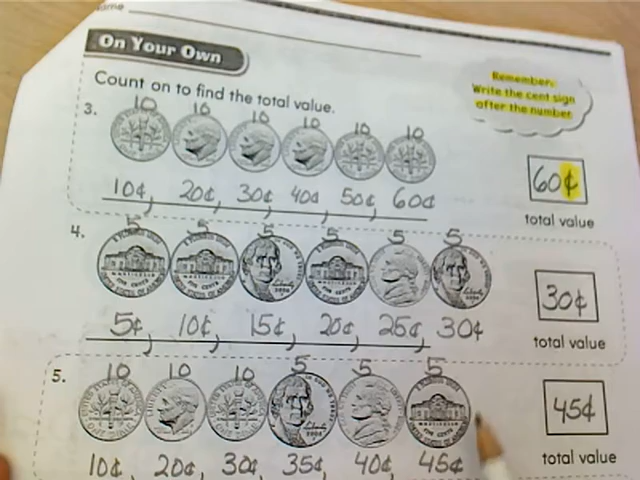 ame
On Your Own
Count on to find the total value.
Remember:
Write the cent sign
after the number.
3.
10 10 10 10 10 10
10¢, 20¢, 30¢, 40¢, 50¢, 60¢
60¢
total value
4.
5 5 5 5 5 5
5¢, 10¢, 15¢, 20¢, 25¢, 30¢
30¢
total value
5.
10 10 10 5 5 5
10¢, 20¢, 30¢, 35¢, 40¢, 45¢
45¢
total value